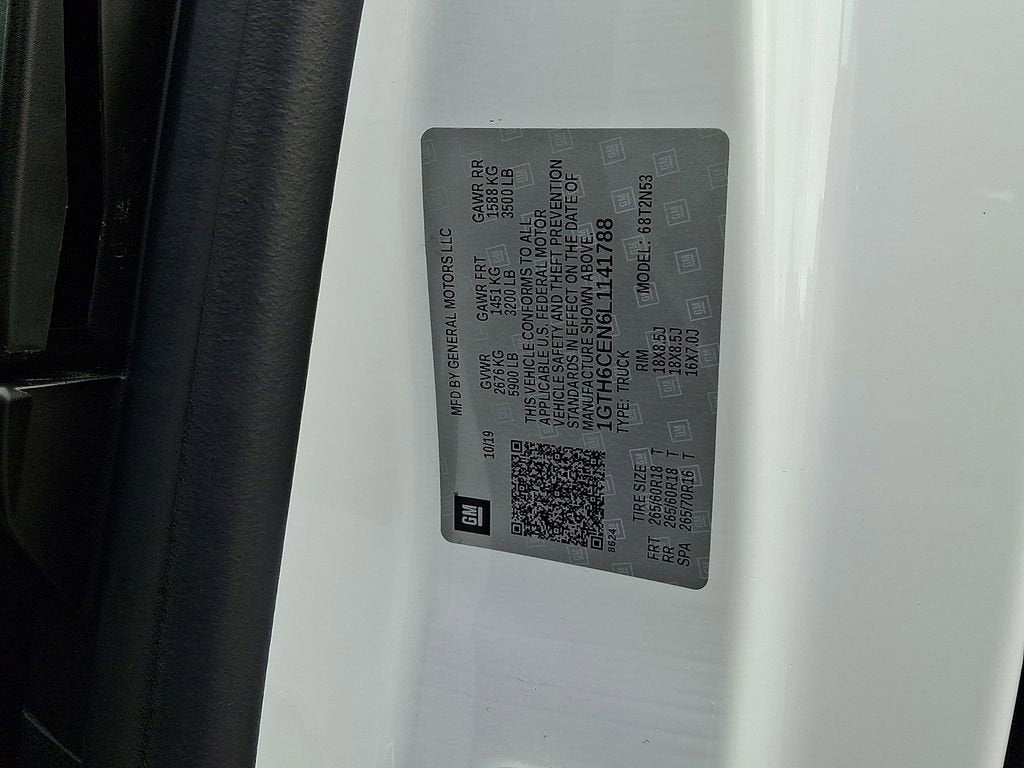 GM
MFD BY GENERAL MOTORS LLC
10/19
GVWR GAWR FRT GAWR RR
2676 KG 1451 KG 1588 KG
5900 LB 3200 LB 3500 LB
THIS VEHICLE CONFORMS TO ALL
APPLICABLE U.S. FEDERAL MOTOR
VEHICLE SAFETY AND THEFT PREVENTION
STANDARDS IN EFFECT ON THE DATE OF
MANUFACTURE SHOWN ABOVE.
1GTH6CEN6L1141788
8624
TYPE: TRUCK MODEL: 68T2N53
TIRE SIZE RIM
FRT 265/60R18 T 18X8.5J
RR 265/60R18 T 18X8.5J
SPA 265/70R16 T 16X7.0J